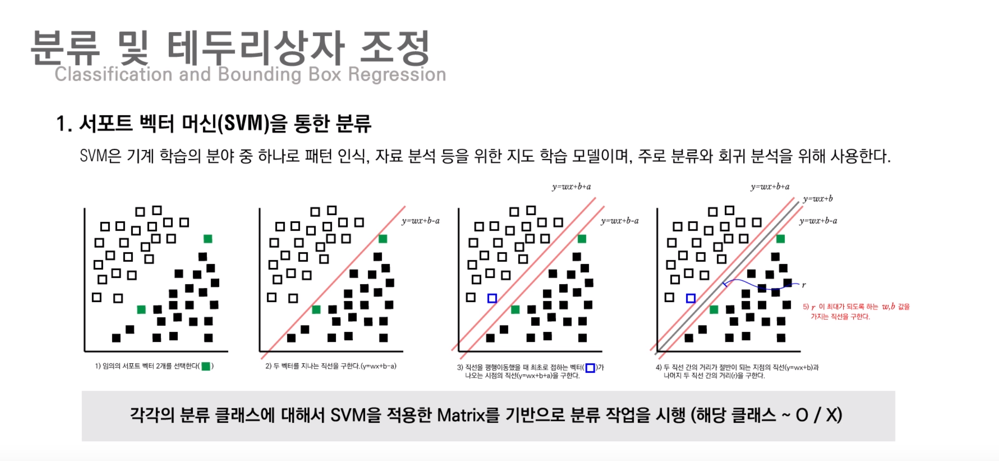 분류 및 테두리상자 조정
Classification and Bounding Box Regression
1. 서포트 벡터 머신(SVM)을 통한 분류
SVM은 기계 학습의 분야 중 하나로 패턴 인식, 자료 분석 등을 위한 지도 학습 모델이며, 주로 분류와 회귀 분석을 위해 사용한다.
1) 임의의 서포트 벡터 2개를 선택한다( )
y=wx+b-a
2) 두 벡터를 지나는 직선을 구한다.(y=wx+b-a)
y=wx+b+a
y=wx+b-a
3) 직선을 평행이동했을 때 최초로 접하는 벡터( )가
나오는 시점의 직선(y=wx+b+a)을 구한다.
y=wx+b+a
y=wx+b
y=wx+b-a
r
5) r 이 최대가 되도록 하는 w,b 값을
가지는 직선을 구한다.
4) 두 직선 간의 거리가 절반이 되는 지점의 직선(y=wx+b)과
나머지 두 직선 간의 거리(r)을 구한다.
각각의 분류 클래스에 대해서 SVM을 적용한 Matrix를 기반으로 분류 작업을 시행 (해당 클래스 ~ O / X)